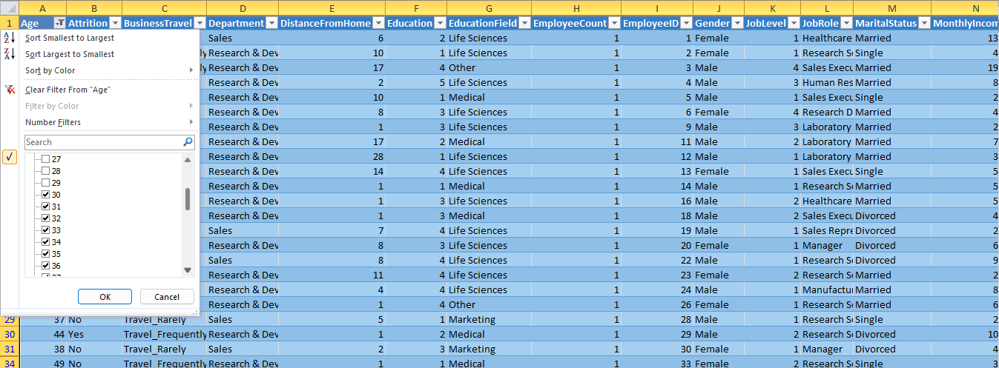 A B C D E F G H I J K L M N
1 Age Attrition BusinessTravel Department DistanceFromHome Education EducationField EmployeeCount EmployeeID Gender JobLevel JobRole MaritalStatus MonthlyIncom
Sort Smallest to Largest Sales 6 2 Life Sciences 1 1 Female 1 Healthcare Married 13
Sort Largest to Smallest Research & Dev 10 1 Life Sciences 1 2 Female 1 Research Sc Single 4
Sort by Color Research & Dev 17 4 Other 1 3 Male 4 Sales Execu Married 19
Research & Dev 2 5 Life Sciences 1 4 Male 3 Human Res Married 8
Clear Filter From "Age"
Research & Dev 10 1 Medical 1 5 Male 1 Sales Execu Single 2
Filter by Color Research & Dev 8 3 Life Sciences 1 6 Female 4 Research D Married 4
Number Filters Research & Dev 1 3 Life Sciences 1 9 Male 3 Laboratory Married 2
Search Research & Dev 17 2 Medical 1 11 Male 2 Laboratory Married 7
27 Research & Dev 28 1 Life Sciences 1 12 Male 1 Laboratory Married 3
28 Research & Dev 14 4 Life Sciences 1 13 Female 1 Sales Execu Single 5
29 Research & Dev 1 1 Medical 1 14 Male 1 Research Sc Married 5
30 Research & Dev 1 3 Life Sciences 1 16 Male 2 Healthcare Married 5
31
32 Research & Dev 1 3 Medical 1 18 Male 2 Sales Execu Divorced 4
33 Sales 7 4 Life Sciences 1 19 Male 1 Sales Repre Divorced 2
34 Research & Dev 8 3 Life Sciences 1 20 Female 1 Manager Divorced 6
35 Sales 8 4 Life Sciences 1 22 Male 1 Research Sc Divorced 9
36 Research & Dev 11 4 Life Sciences 1 23 Female 2 Research Sc Married 2
37
Research & Dev 4 4 Life Sciences 1 24 Male 1 Manufactur Married 8
OK Cancel Research & Dev 1 4 Other 1 26 Female 1 Research Sc Married 6
29 37 No Travel_Rarely Sales 5 1 Marketing 1 28 Male 1 Research Sc Single 2
30 44 Yes Travel_Frequently Research & Dev 1 2 Medical 1 29 Male 2 Research Sc Divorced 10
31 38 No Travel_Rarely Sales 2 3 Marketing 1 30 Female 1 Manager Divorced 4
34 49 No Travel_Frequently Research & Dev 1 1 Medical 1 33 Female 2 Research Sc Single 3